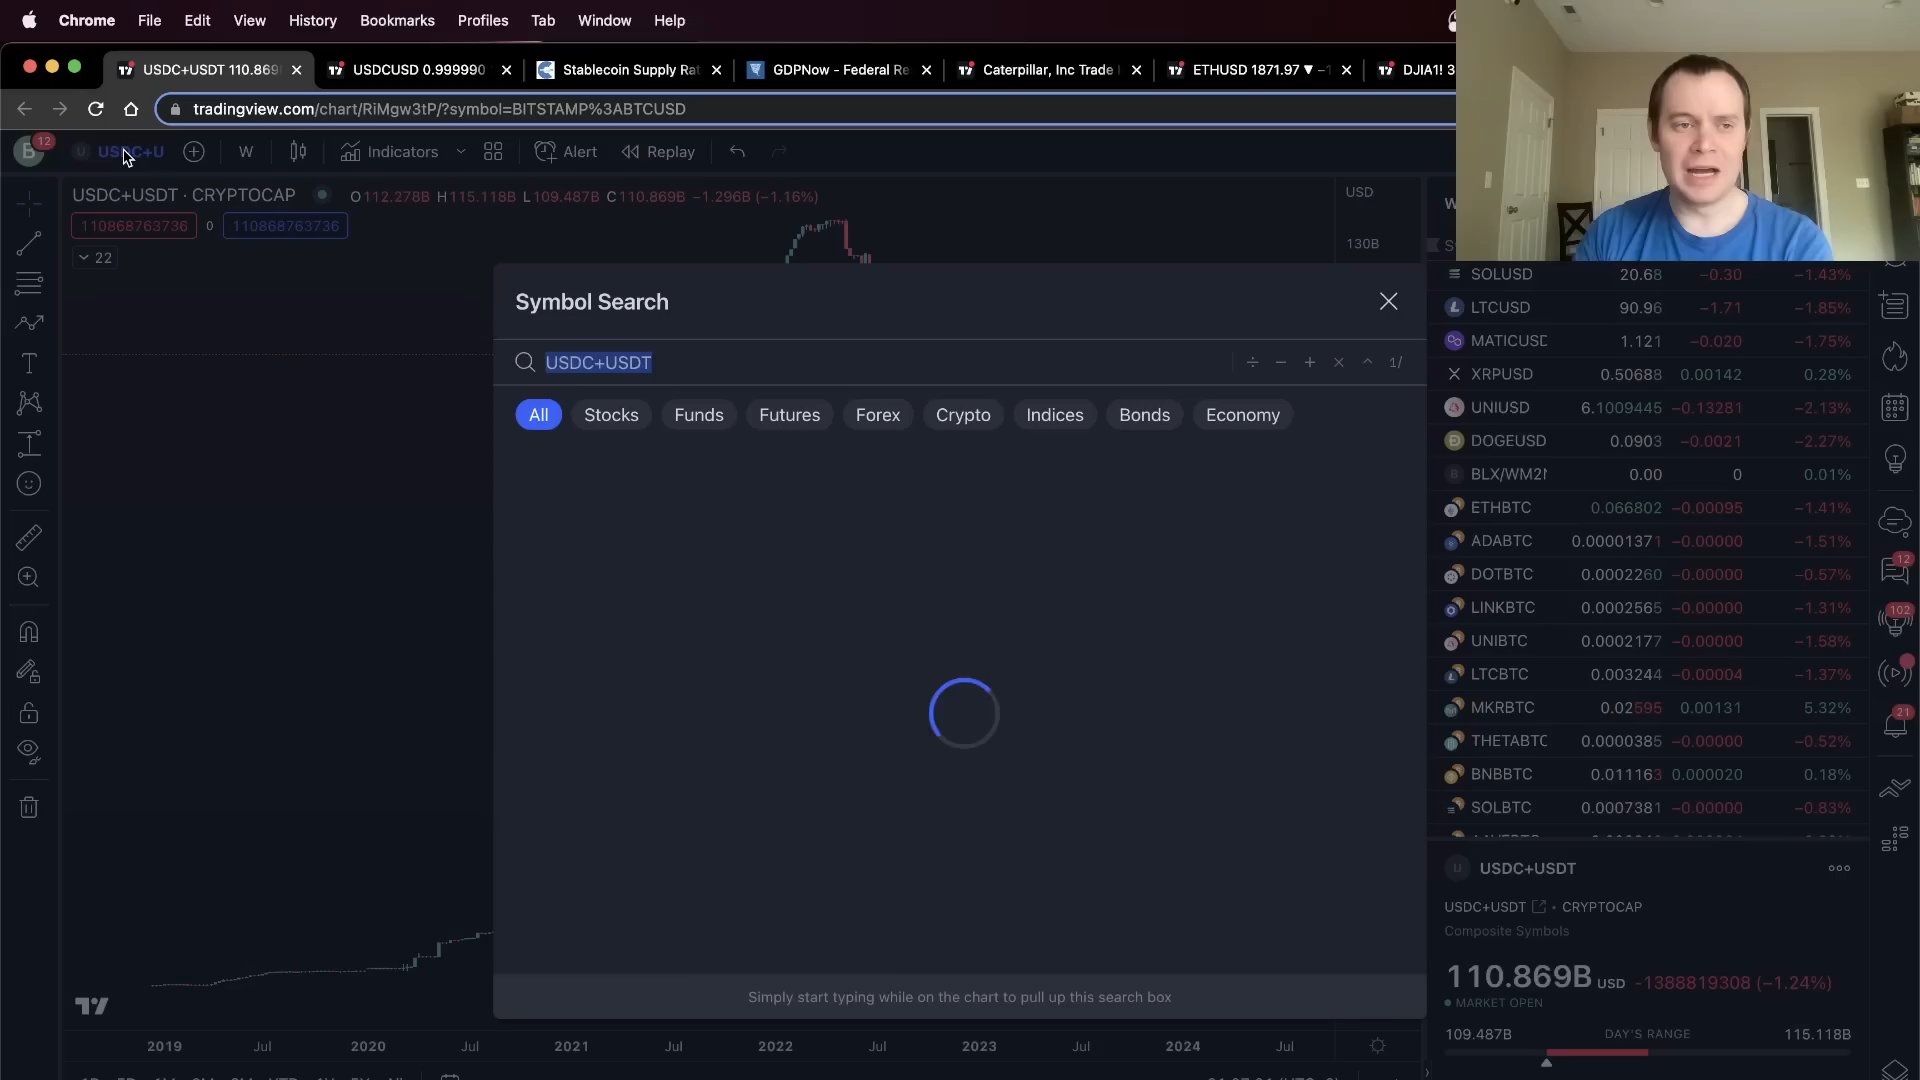 Chrome File Edit View History Bookmarks Profiles Tab Window Help
USDC+USDT 110.869 USDCUSD 0.999990 Stablecoin Supply Ra GDPNow - Federal Re Caterpillar, Inc Trade ETHUSD 1871.97 ▼ −1 DJIA1! 3
tradingview.com/chart/RiMgw3tP/?symbol=BITSTAMP%3ABTCUSD
B 12 U USDC+U W Indicators Alert Replay
USDC+USDT · CRYPTOCAP O112.278B H115.118B L109.487B C110.869B −1.296B (−1.16%)
110868763736 0 110868763736
22
USD
130B
Symbol Search
USDC+USDT ÷ − + × ^ 1/
All Stocks Funds Futures Forex Crypto Indices Bonds Economy
Simply start typing while on the chart to pull up this search box
2019 Jul 2020 Jul 2021 Jul 2022 Jul 2023 Jul 2024 Jul
W
SOLUSD 20.68 −0.30 −1.43%
LTCUSD 90.96 −1.71 −1.85%
MATICUSD 1.121 −0.020 −1.75%
XRPUSD 0.50688 0.00142 0.28%
UNIUSD 6.1009445 −0.13281 −2.13%
DOGEUSD 0.0903 −0.0021 −2.27%
BLX/WM2N 0.00 0 0.01%
ETHBTC 0.066802 −0.00095 −1.41%
ADABTC 0.00001371 −0.00000 −1.51%
DOTBTC 0.0002260 −0.00000 −0.57%
LINKBTC 0.0002565 −0.00000 −1.31%
UNIBTC 0.0002177 −0.00000 −1.58%
LTCBTC 0.003244 −0.00004 −1.37%
MKRBTC 0.02595 0.00131 5.32%
THETABTC 0.0000385 −0.00000 −0.52%
BNBBTC 0.011163 0.000020 0.18%
SOLBTC 0.0007381 −0.00000 −0.83%
12
102
21
U USDC+USDT
USDC+USDT · CRYPTOCAP
Composite Symbols
110.869B USD -1388819308 (−1.24%)
MARKET OPEN
109.487B DAY'S RANGE 115.118B